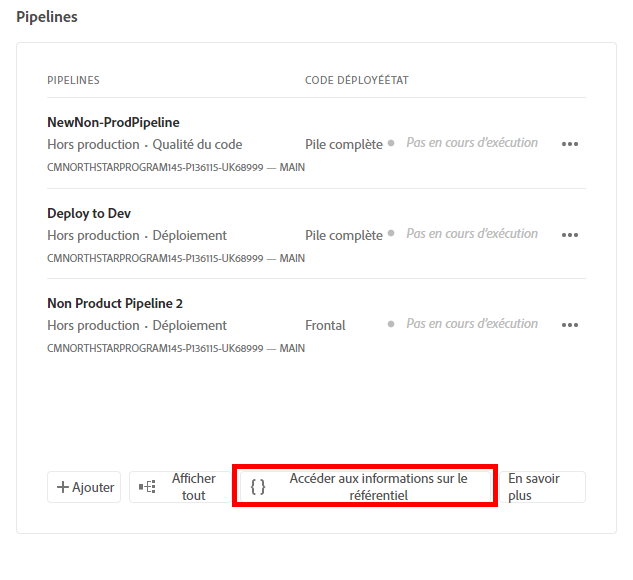 Pipelines
PIPELINES CODE DÉPLOYÉÉTAT
NewNon-ProdPipeline
Hors production · Qualité du code Pile complète Pas en cours d'exécution
CMNORTHSTARPROGRAM145-P136115-UK68999 — MAIN
Deploy to Dev
Hors production · Déploiement Pile complète Pas en cours d'exécution
CMNORTHSTARPROGRAM145-P136115-UK68999 — MAIN
Non Product Pipeline 2
Hors production · Déploiement Frontal Pas en cours d'exécution
CMNORTHSTARPROGRAM145-P136115-UK68999 — MAIN
Ajouter
Afficher
tout
Accéder aux informations sur le
référentiel
En savoir
plus